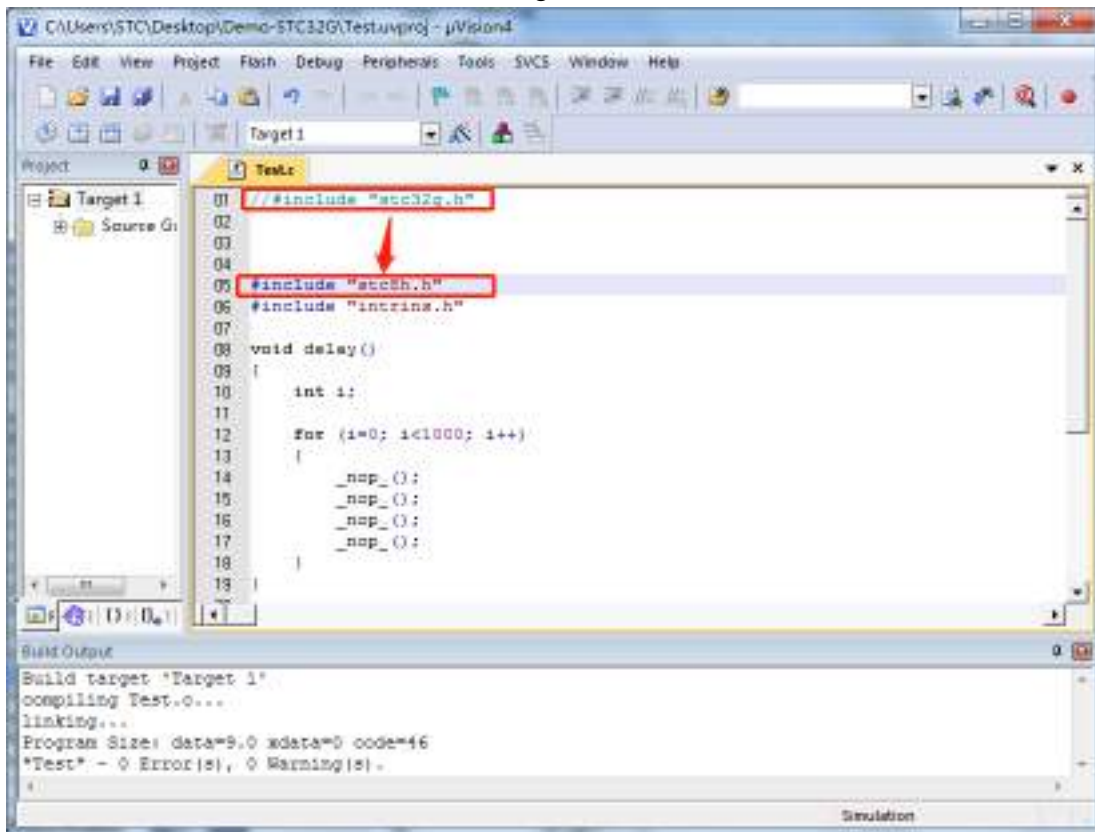 C:\Users\STC\Desktop\Demo-STC32G\Test.uvproj - µVision4
File Edit View Project Flash Debug Peripherals Tools SVCS Window Help
Target 1
Project
Test.c
Target 1
Source G
01 //#include "stc32g.h"
02
03
04
05 #include "stc8h.h"
06 #include "intrins.h"
07
08 void delay()
09 {
10 int i;
11
12 for (i=0; i<1000; i++)
13 {
14 _nop_();
15 _nop_();
16 _nop_();
17 _nop_();
18 }
19 }
Build Output
Build target 'Target 1'
compiling Test.c...
linking...
Program Size: data=9.0 xdata=0 code=46
"Test" - 0 Error(s), 0 Warning(s).
Simulation